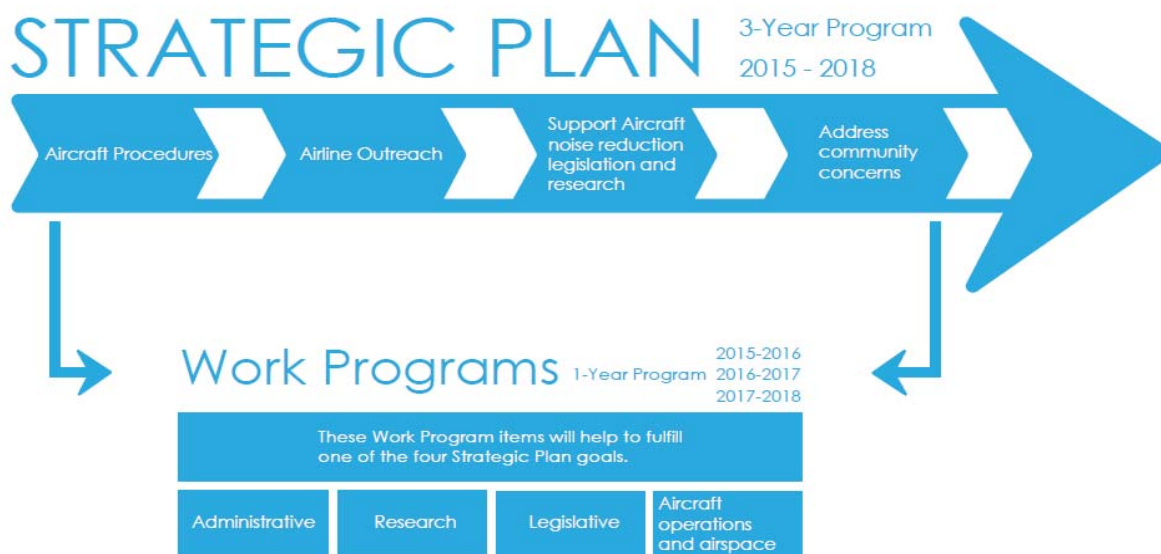 STRATEGIC PLAN
3-Year Program
2015 - 2018
Aircraft Procedures
Airline Outreach
Support Aircraft
noise reduction
legislation and
research
Address
community
concerns
Work Programs
1-Year Program
2015-2016
2016-2017
2017-2018
These Work Program items will help to fulfill
one of the four Strategic Plan goals.
Administrative
Research
Legislative
Aircraft
operations
and airspace